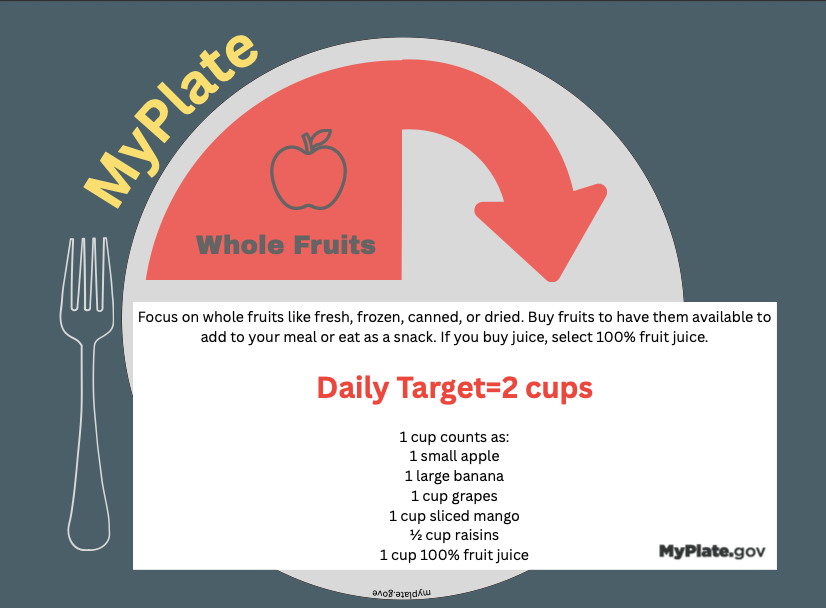 MyPlate
Whole Fruits
Focus on whole fruits like fresh, frozen, canned, or dried. Buy fruits to have them available to
add to your meal or eat as a snack. If you buy juice, select 100% fruit juice.
Daily Target=2 cups
1 cup counts as:
1 small apple
1 large banana
1 cup grapes
1 cup sliced mango
½ cup raisins
1 cup 100% fruit juice
MyPlate.gov
myplate.gove